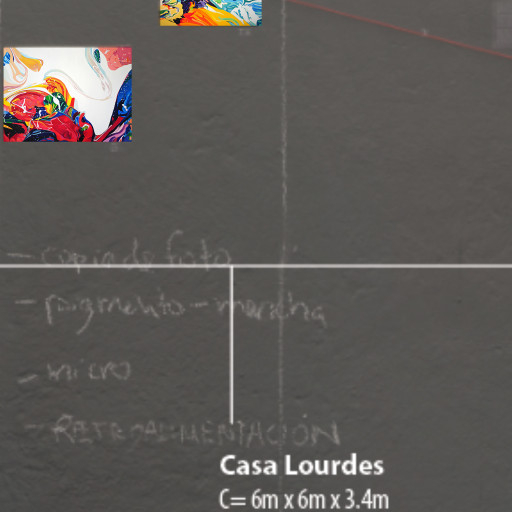 - copia de foto
- pigmento - mancha
- micro
- RETROALIMENTACIÓN
Casa Lourdes
C= 6m x 6m x 3.4m